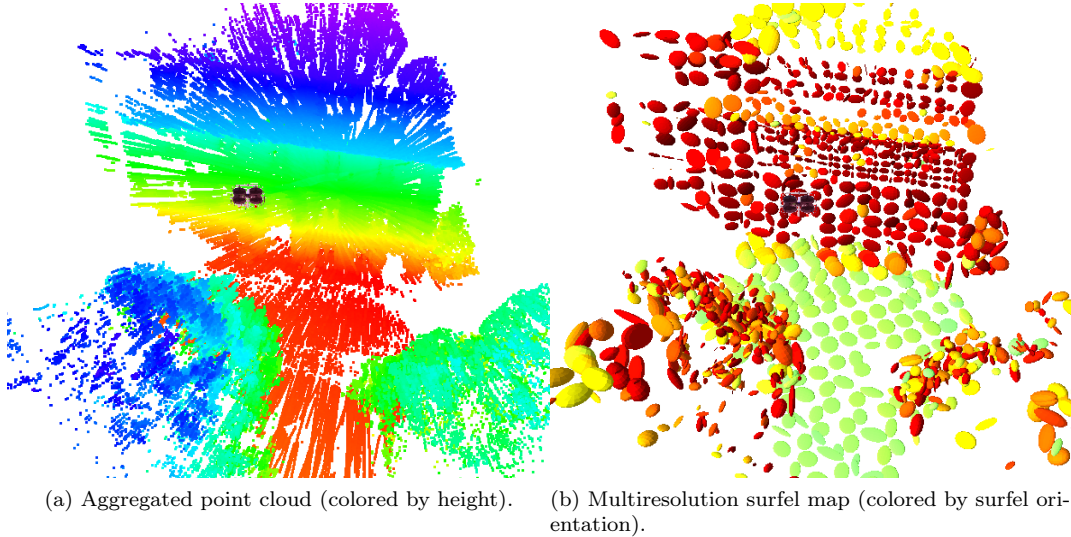 (a) Aggregated point cloud (colored by height).
(b) Multiresolution surfel map (colored by surfel ori-
entation).